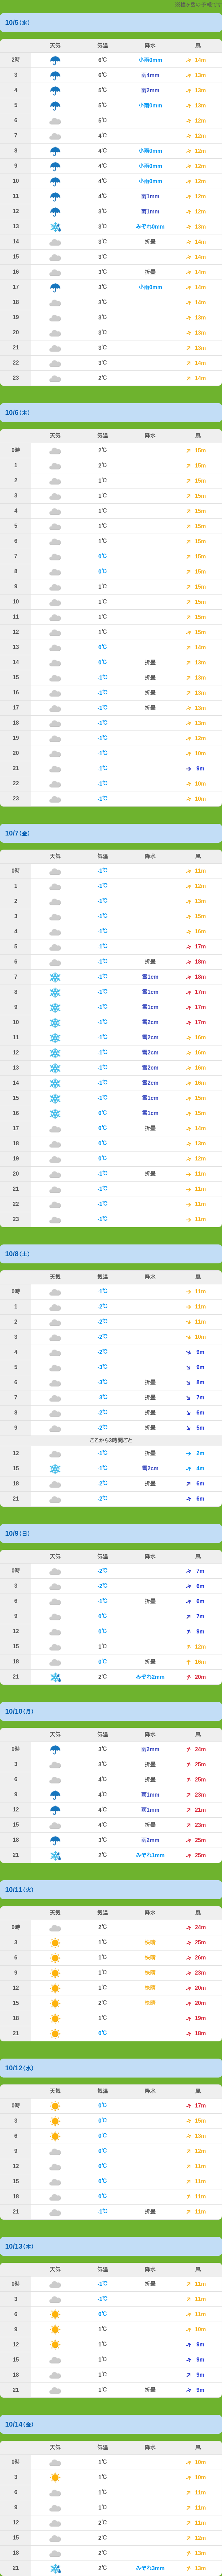 10/5(水)
天気 気温 降水 風
2時 6℃ 小雨0mm 14m
3 6℃ 雨4mm 13m
4 5℃ 雨2mm 13m
5 5℃ 小雨0mm 13m
6 5℃ 12m
7 4℃ 12m
8 4℃ 小雨0mm 12m
9 4℃ 小雨0mm 12m
10 4℃ 小雨0mm 12m
11 4℃ 雨1mm 12m
12 3℃ 雨1mm 12m
13 3℃ みぞれ0mm 13m
14 3℃ 折曇 14m
15 3℃ 14m
16 3℃ 折曇 14m
17 3℃ 小雨0mm 14m
18 3℃ 14m
19 3℃ 13m
20 3℃ 13m
21 3℃ 13m
22 3℃ 14m
23 2℃ 14m
10/6(木)
天気 気温 降水 風
0時 2℃ 15m
1 2℃ 15m
2 1℃ 15m
3 1℃ 15m
4 1℃ 15m
5 1℃ 15m
6 1℃ 15m
7 0℃ 15m
8 0℃ 15m
9 1℃ 15m
10 1℃ 15m
11 1℃ 15m
12 1℃ 15m
13 0℃ 14m
14 0℃ 折曇 13m
15 -1℃ 折曇 13m
16 -1℃ 折曇 13m
17 -1℃ 折曇 13m
18 -1℃ 13m
19 -1℃ 12m
20 -1℃ 10m
21 -1℃ 9m
22 -1℃ 10m
23 -1℃ 10m
10/7(金)
天気 気温 降水 風
0時 -1℃ 11m
1 -1℃ 12m
2 -1℃ 13m
3 -1℃ 15m
4 -1℃ 16m
5 -1℃ 17m
6 -1℃ 折曇 18m
7 -1℃ 雪1cm 18m
8 -1℃ 雪1cm 17m
9 -1℃ 雪1cm 17m
10 -1℃ 雪2cm 17m
11 -1℃ 雪2cm 16m
12 -1℃ 雪2cm 15m
13 -1℃ 雪2cm 16m
14 -1℃ 雪2cm 15m
15 -1℃ 雪1cm 15m
16 0℃ 雪1cm 15m
17 0℃ 折曇 14m
18 0℃ 13m
19 0℃ 12m
20 -1℃ 折曇 11m
21 -1℃ 11m
22 -1℃ 11m
23 -1℃ 11m
10/8(土)
天気 気温 降水 風
0時 -1℃ 11m
1 -2℃ 11m
2 -2℃ 11m
3 -2℃ 10m
4 -2℃ 9m
5 -3℃ 9m
6 -3℃ 折曇 8m
7 -3℃ 折曇 7m
8 -2℃ 折曇 6m
9 -2℃ 折曇 5m
ここから3時間ごと
12 -1℃ 折曇 2m
15 -1℃ 雪2cm 4m
18 -2℃ 折曇 6m
21 -2℃ 6m
10/9(日)
天気 気温 降水 風
0時 -2℃ 7m
3 -2℃ 6m
6 -1℃ 折曇 6m
9 0℃ 7m
12 0℃ 9m
15 1℃ 12m
18 0℃ 折曇 16m
21 2℃ みぞれ2mm 20m
10/10(月)
天気 気温 降水 風
0時 3℃ 雨2mm 24m
3 3℃ 折曇 25m
6 4℃ 折曇 25m
9 4℃ 雨1mm 23m
12 4℃ 雨1mm 21m
15 4℃ 折曇 23m
18 3℃ 雨2mm 25m
21 2℃ みぞれ1mm 25m
10/11(火)
天気 気温 降水 風
0時 2℃ 24m
3 1℃ 快晴 25m
6 1℃ 快晴 26m
9 1℃ 快晴 23m
12 1℃ 快晴 20m
15 2℃ 快晴 20m
18 1℃ 19m
21 0℃ 18m
10/12(水)
天気 気温 降水 風
0時 0℃ 17m
3 0℃ 15m
6 0℃ 13m
9 0℃ 12m
12 0℃ 11m
15 0℃ 11m
18 0℃ 11m
21 -1℃ 折曇 11m
10/13(木)
天気 気温 降水 風
0時 -1℃ 折曇 11m
3 -1℃ 11m
6 0℃ 11m
9 1℃ 10m
12 1℃ 9m
15 1℃ 9m
18 1℃ 9m
21 1℃ 折曇 9m
10/14(金)
天気 気温 降水 風
0時 1℃ 10m
3 1℃ 10m
6 1℃ 11m
9 1℃ 11m
12 2℃ 11m
15 2℃ 12m
18 2℃ 13m
21 2℃ みぞれ3mm 13m